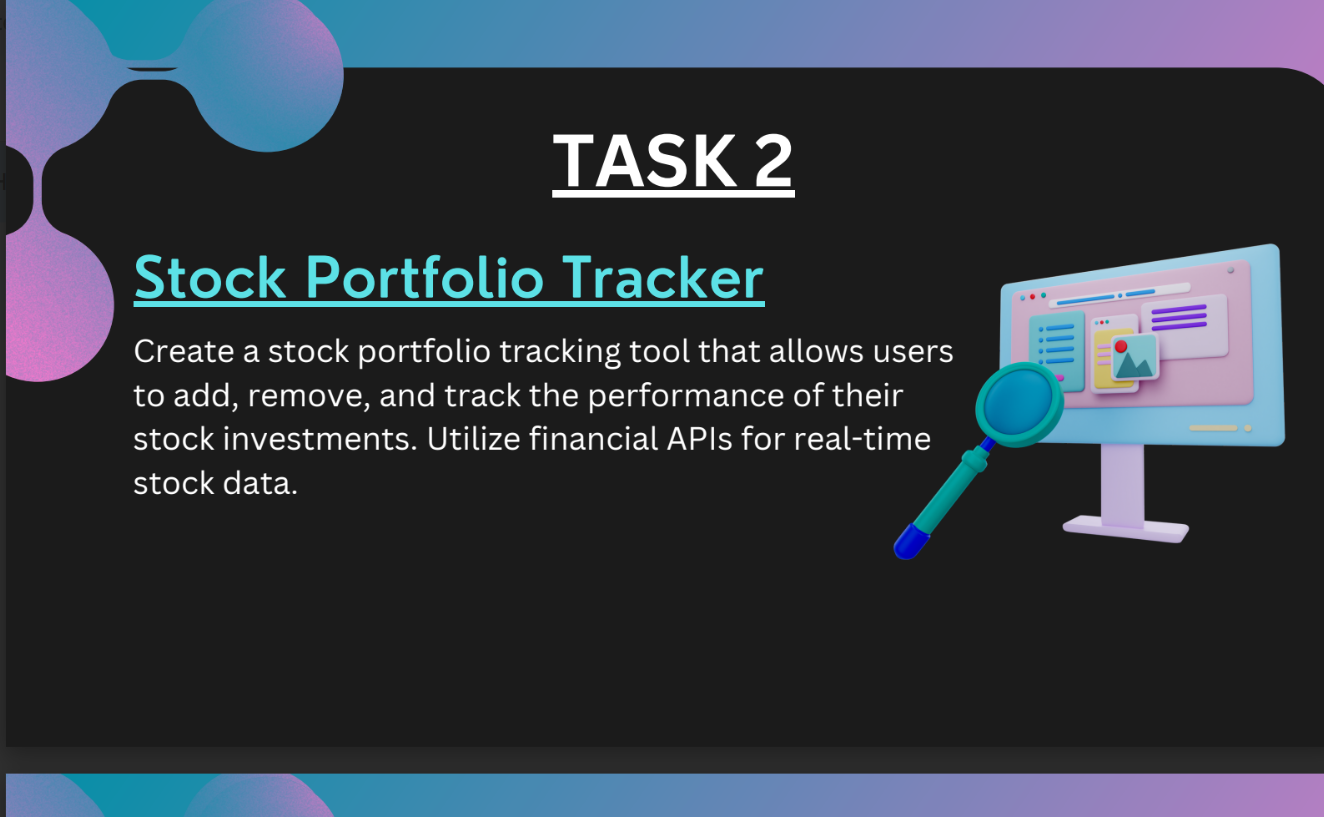 TASK 2
Stock Portfolio Tracker
Create a stock portfolio tracking tool that allows users
to add, remove, and track the performance of their
stock investments. Utilize financial APIs for real-time
stock data.